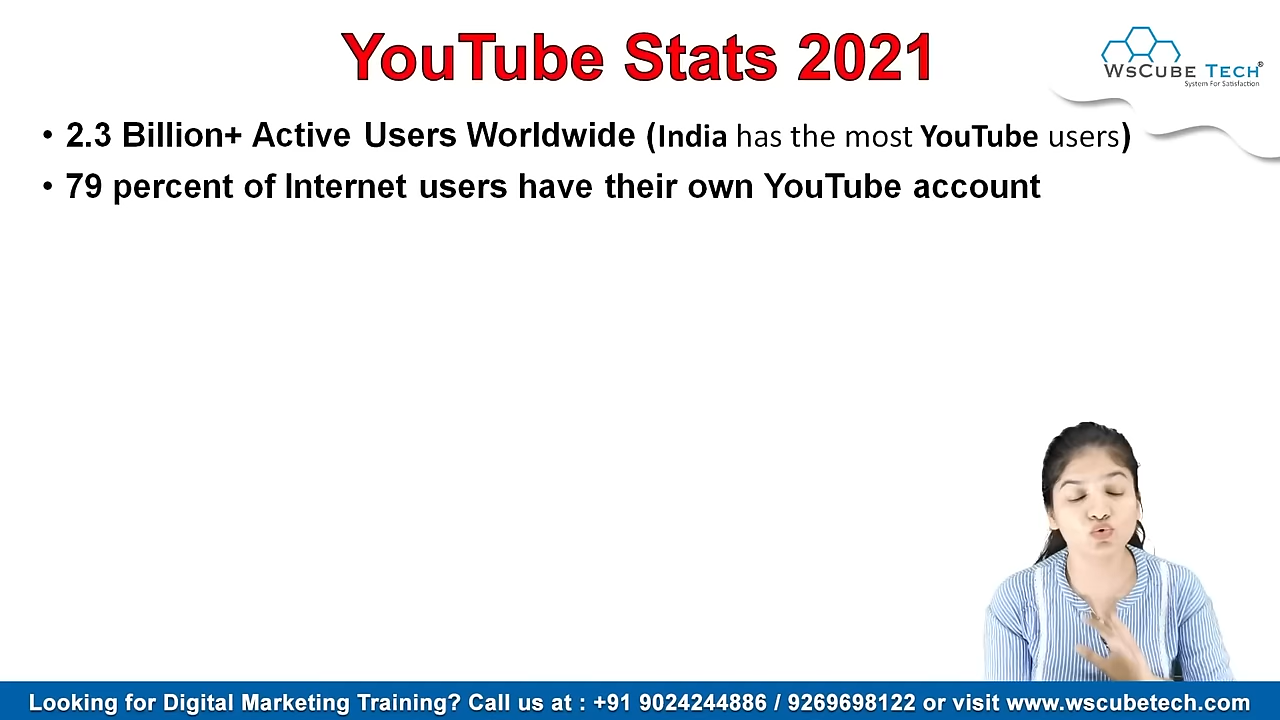 YouTube Stats 2021
WsCube Tech®
System For Satisfaction
• 2.3 Billion+ Active Users Worldwide (India has the most YouTube users)
• 79 percent of Internet users have their own YouTube account
Looking for Digital Marketing Training? Call us at : +91 9024244886 / 9269698122 or visit www.wscubetech.com